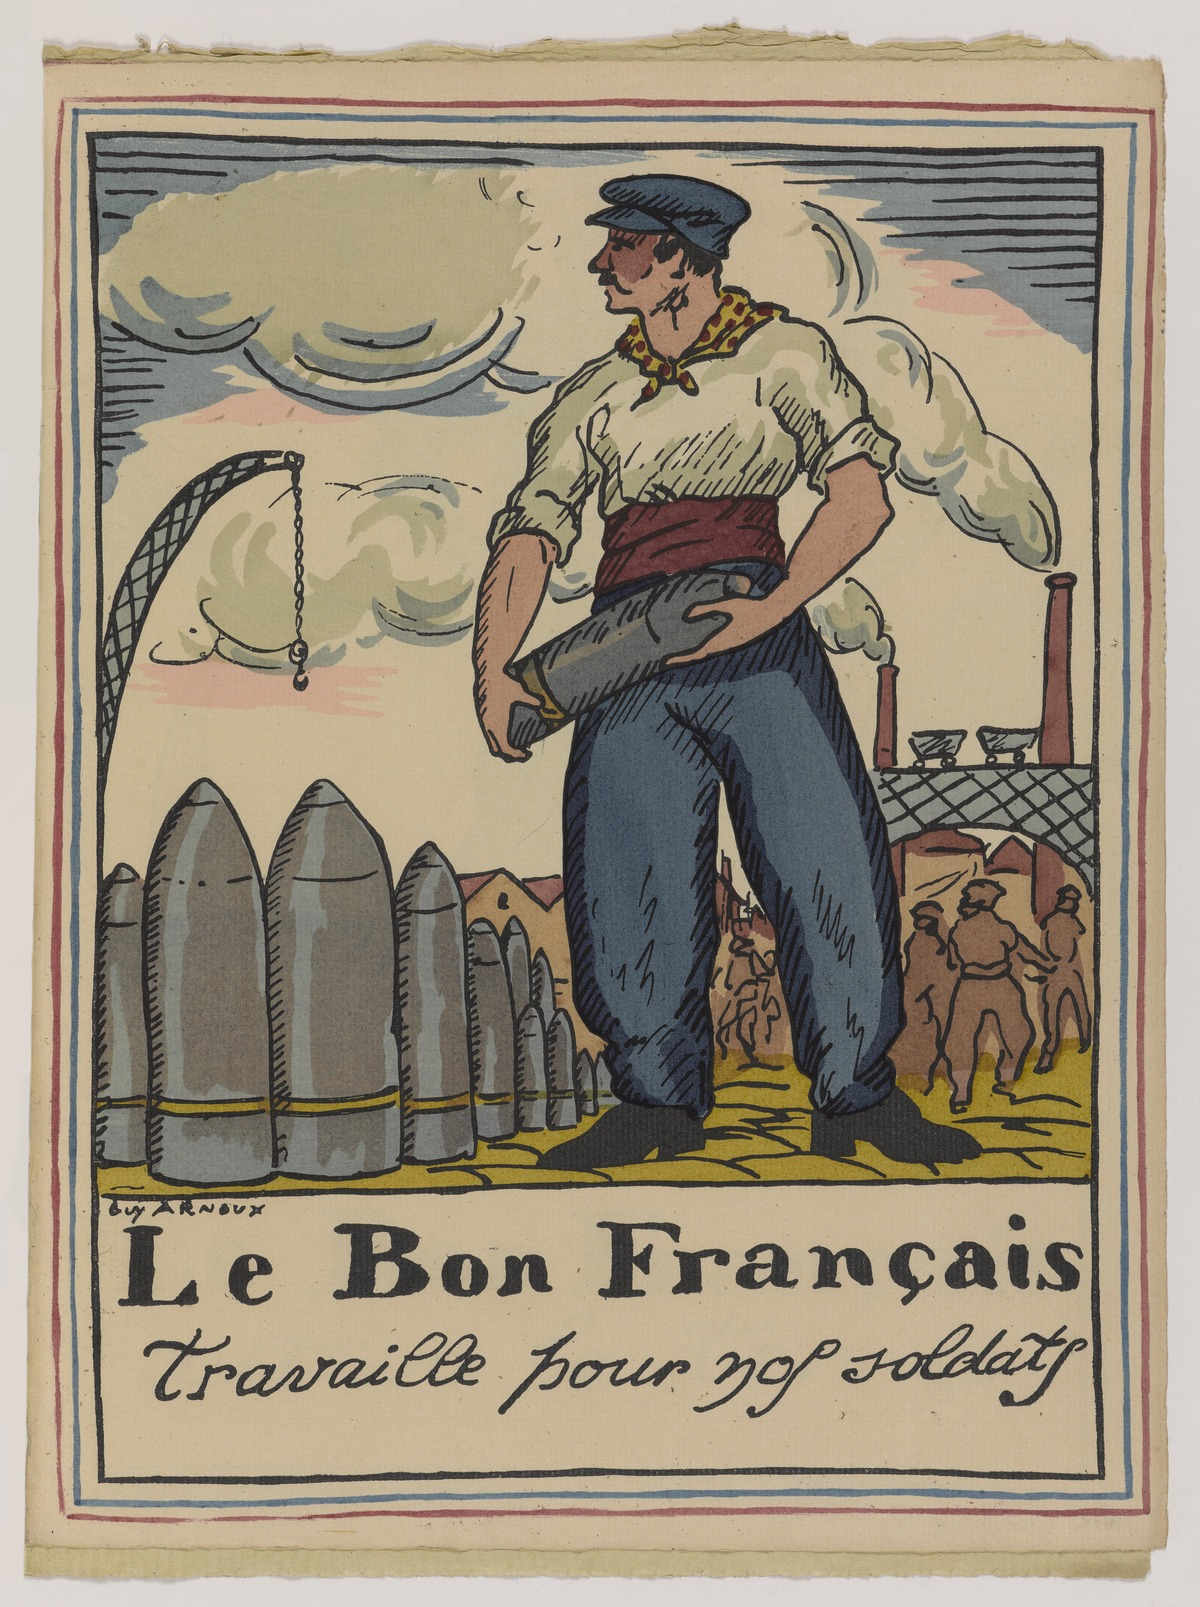 Guy ARNOUX
Le Bon Français
Travaille pour nos soldats